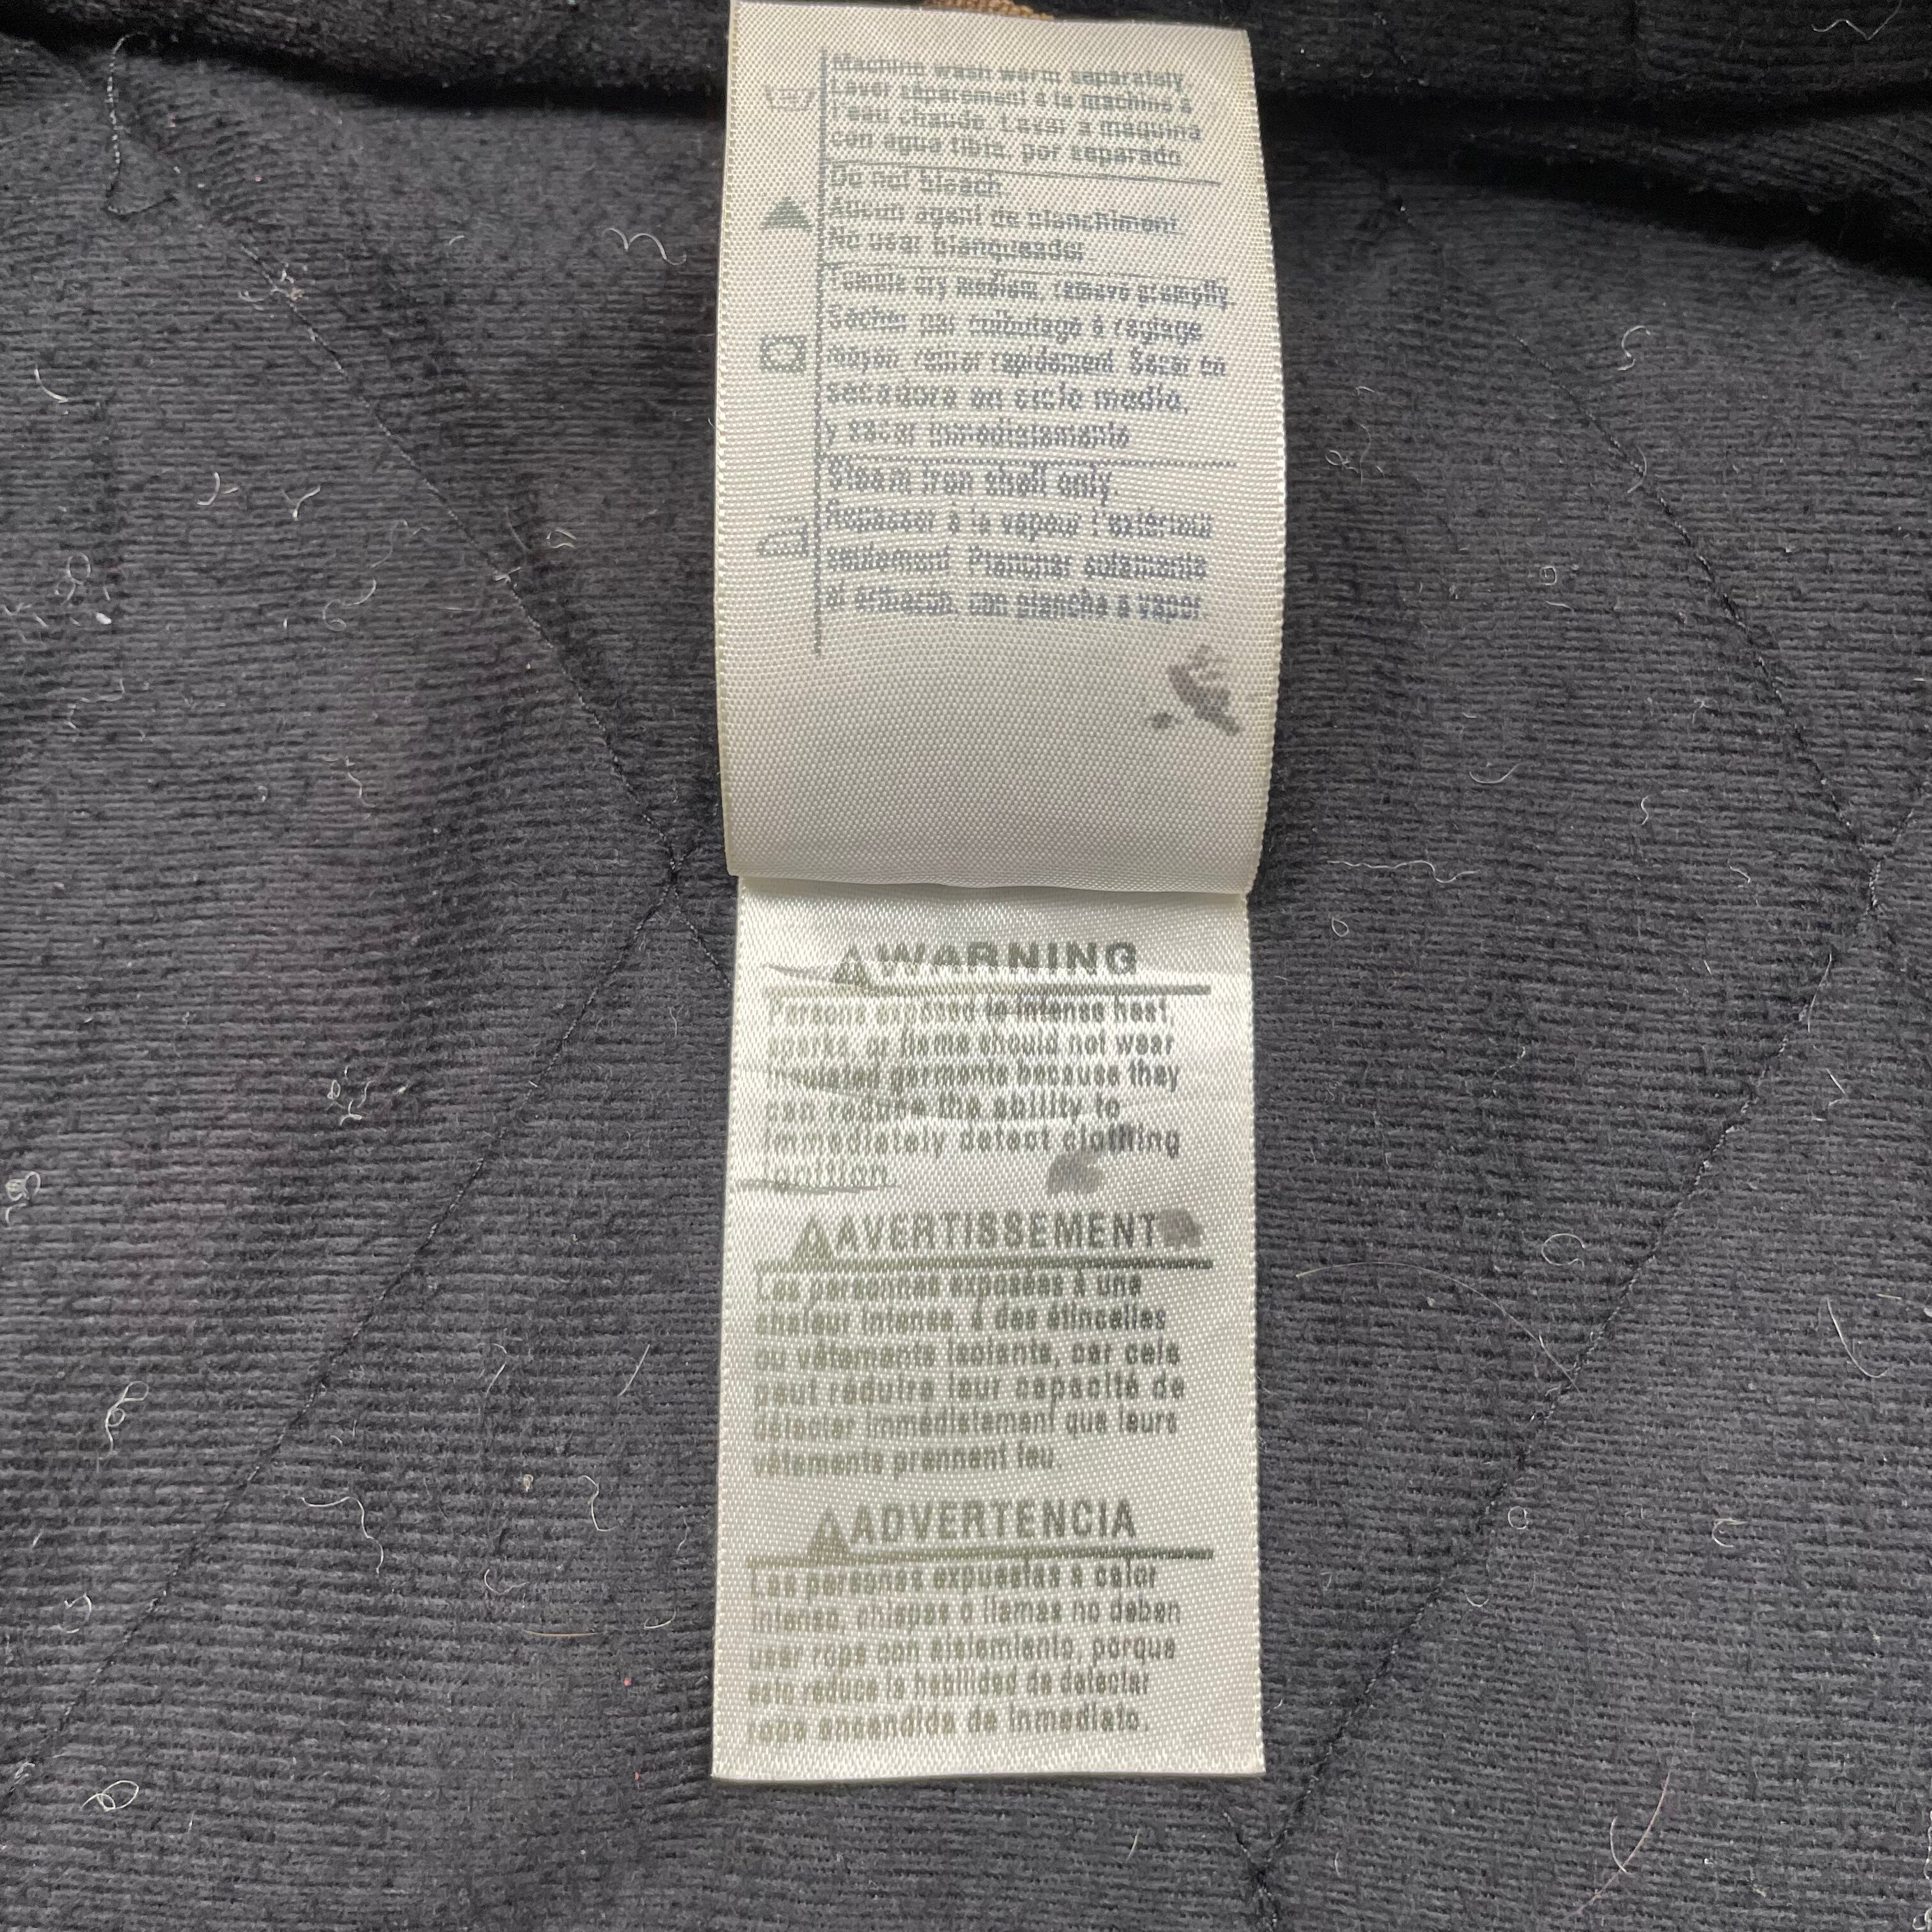 Machine wash warm separately.
Laver séparément à la machine à
l'eau chaude. Lavar a maquina
con agua tibia, por separado.
Do not bleach.
Aucun agent de blanchiment.
No usar blanqueador
Tumble dry medium, remove promptly.
Sécher par culbutage à réglage
moyen, retirer rapidement. Secar en
secadora en ciclo medio,
y sacar inmediatamente
Steam iron shell only.
Repasser à la vapeur l'extérieur
seulement. Planchar solamente
el armazón, con plancha a vapor
WARNING
Persons exposed to intense heat,
sparks, or flame should not wear
insulated garments because they
can reduce the ability to
immediately detect clothing
ignition.
AVERTISSEMENT
Les personnes exposées à une
chaleur intense, à des étincelles
ou vêtements isolants, car cela
peut réduire leur capacité de
détecter immédiatement que leurs
vêtements prennent feu.
ADVERTENCIA
Las personas expuestas a calor
intenso, chispas o llamas no deben
usar ropa con aislamiento, porque
esto reduce la habilidad de detectar
ropa encendida de inmediato.